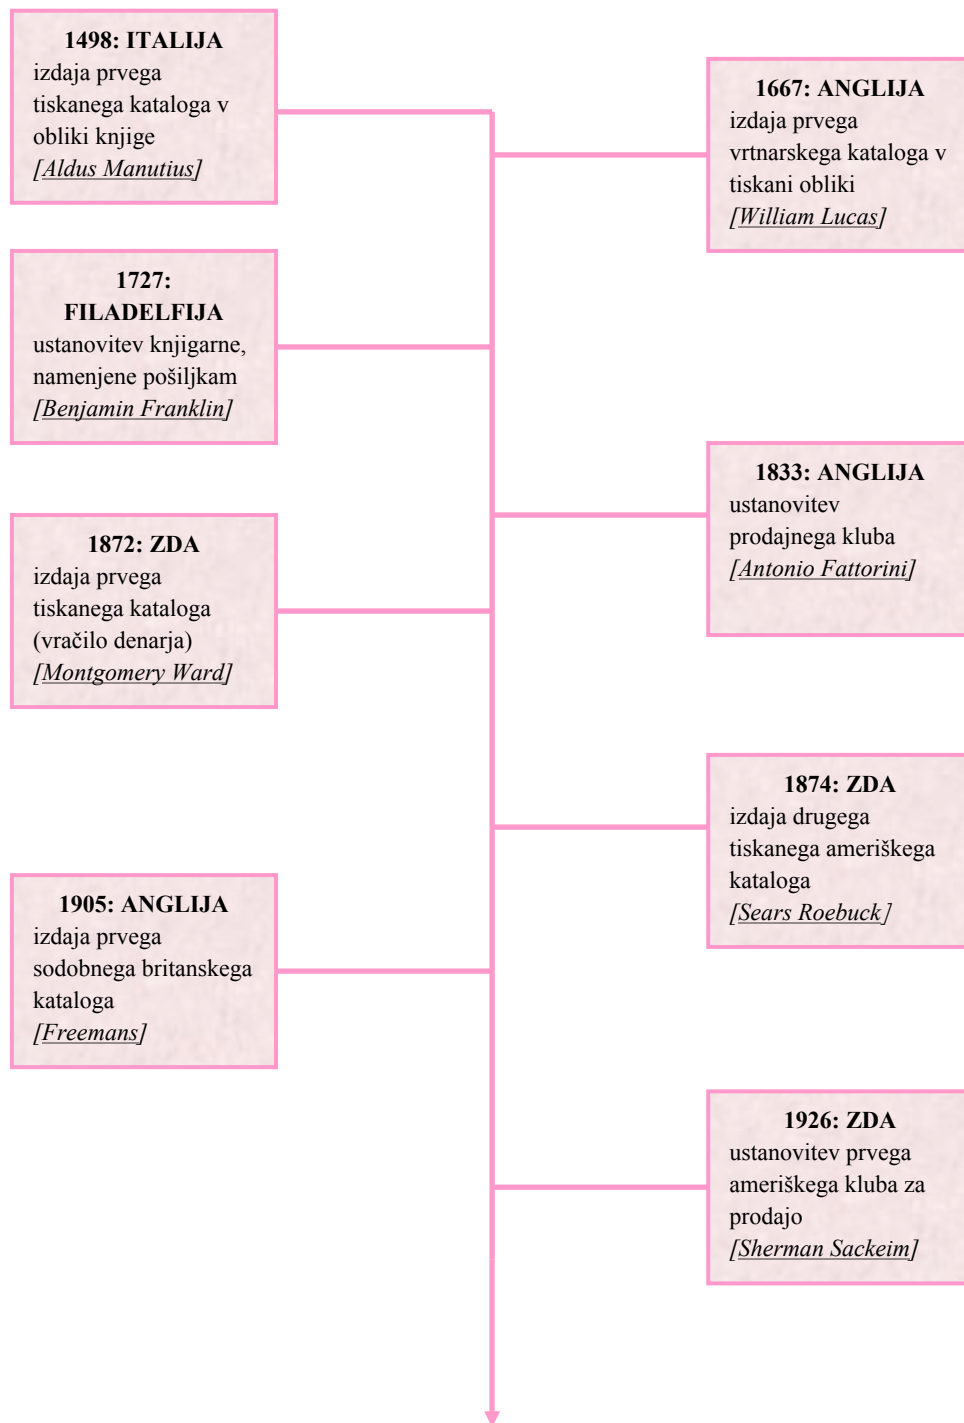 1498: ITALIJA
izdaja prvega
tiskanega kataloga v
obliki knjige
[Aldus Manutius]
1667: ANGLIJA
izdaja prvega
vrtnarskega kataloga v
tiskani obliki
[William Lucas]
1727:
FILADELFIJA
ustanovitev knjigarne,
namenjene pošiljkam
[Benjamin Franklin]
1833: ANGLIJA
ustanovitev
prodajnega kluba
[Antonio Fattorini]
1872: ZDA
izdaja prvega
tiskanega kataloga
(vračilo denarja)
[Montgomery Ward]
1874: ZDA
izdaja drugega
tiskanega ameriškega
kataloga
[Sears Roebuck]
1905: ANGLIJA
izdaja prvega
sodobnega britanskega
kataloga
[Freemans]
1926: ZDA
ustanovitev prvega
ameriškega kluba za
prodajo
[Sherman Sackeim]